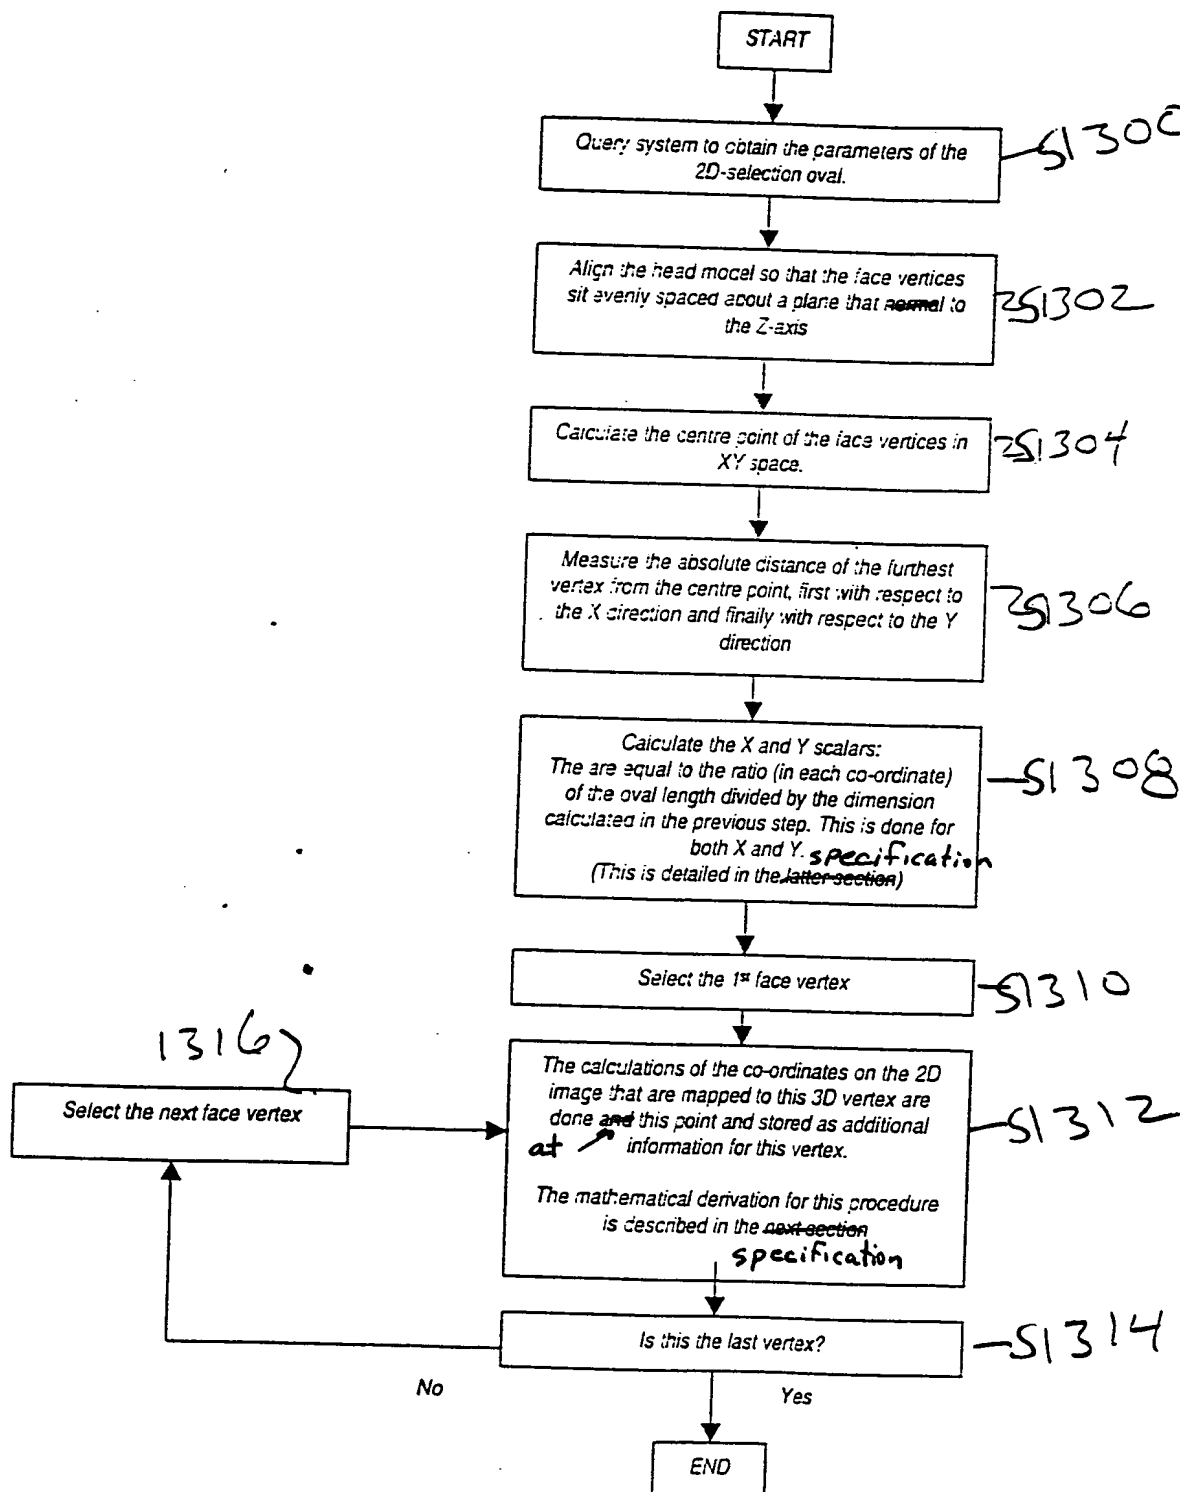 START
Query system to obtain the parameters of the
2D-selection oval.
S1300
Align the head mocel so that the face vertices
sit evenly spaced about a plane that normal to
the Z-axis
S1302
Calculate the centre point of the face vertices in
XY space.
S1304
Measure the absolute distance of the furthest
vertex from the centre point, first with respect to
the X direction and finally with respect to the Y
direction
S1306
Calculate the X and Y scalars:
The are equal to the ratio (in each co-ordinate)
of the oval length divided by the dimension
calculated in the previous step. This is done for
both X and Y.
specification
(This is detailed in the latter section)
S1308
Select the 1st face vertex
S1310
1316
Select the next face vertex
The calculations of the co-ordinates on the 2D
image that are mapped to this 3D vertex are
done and this point and stored as additional
at
information for this vertex.
The mathematical derivation for this procedure
is described in the next section
specification
S1312
Is this the last vertex?
S1314
No
Yes
END